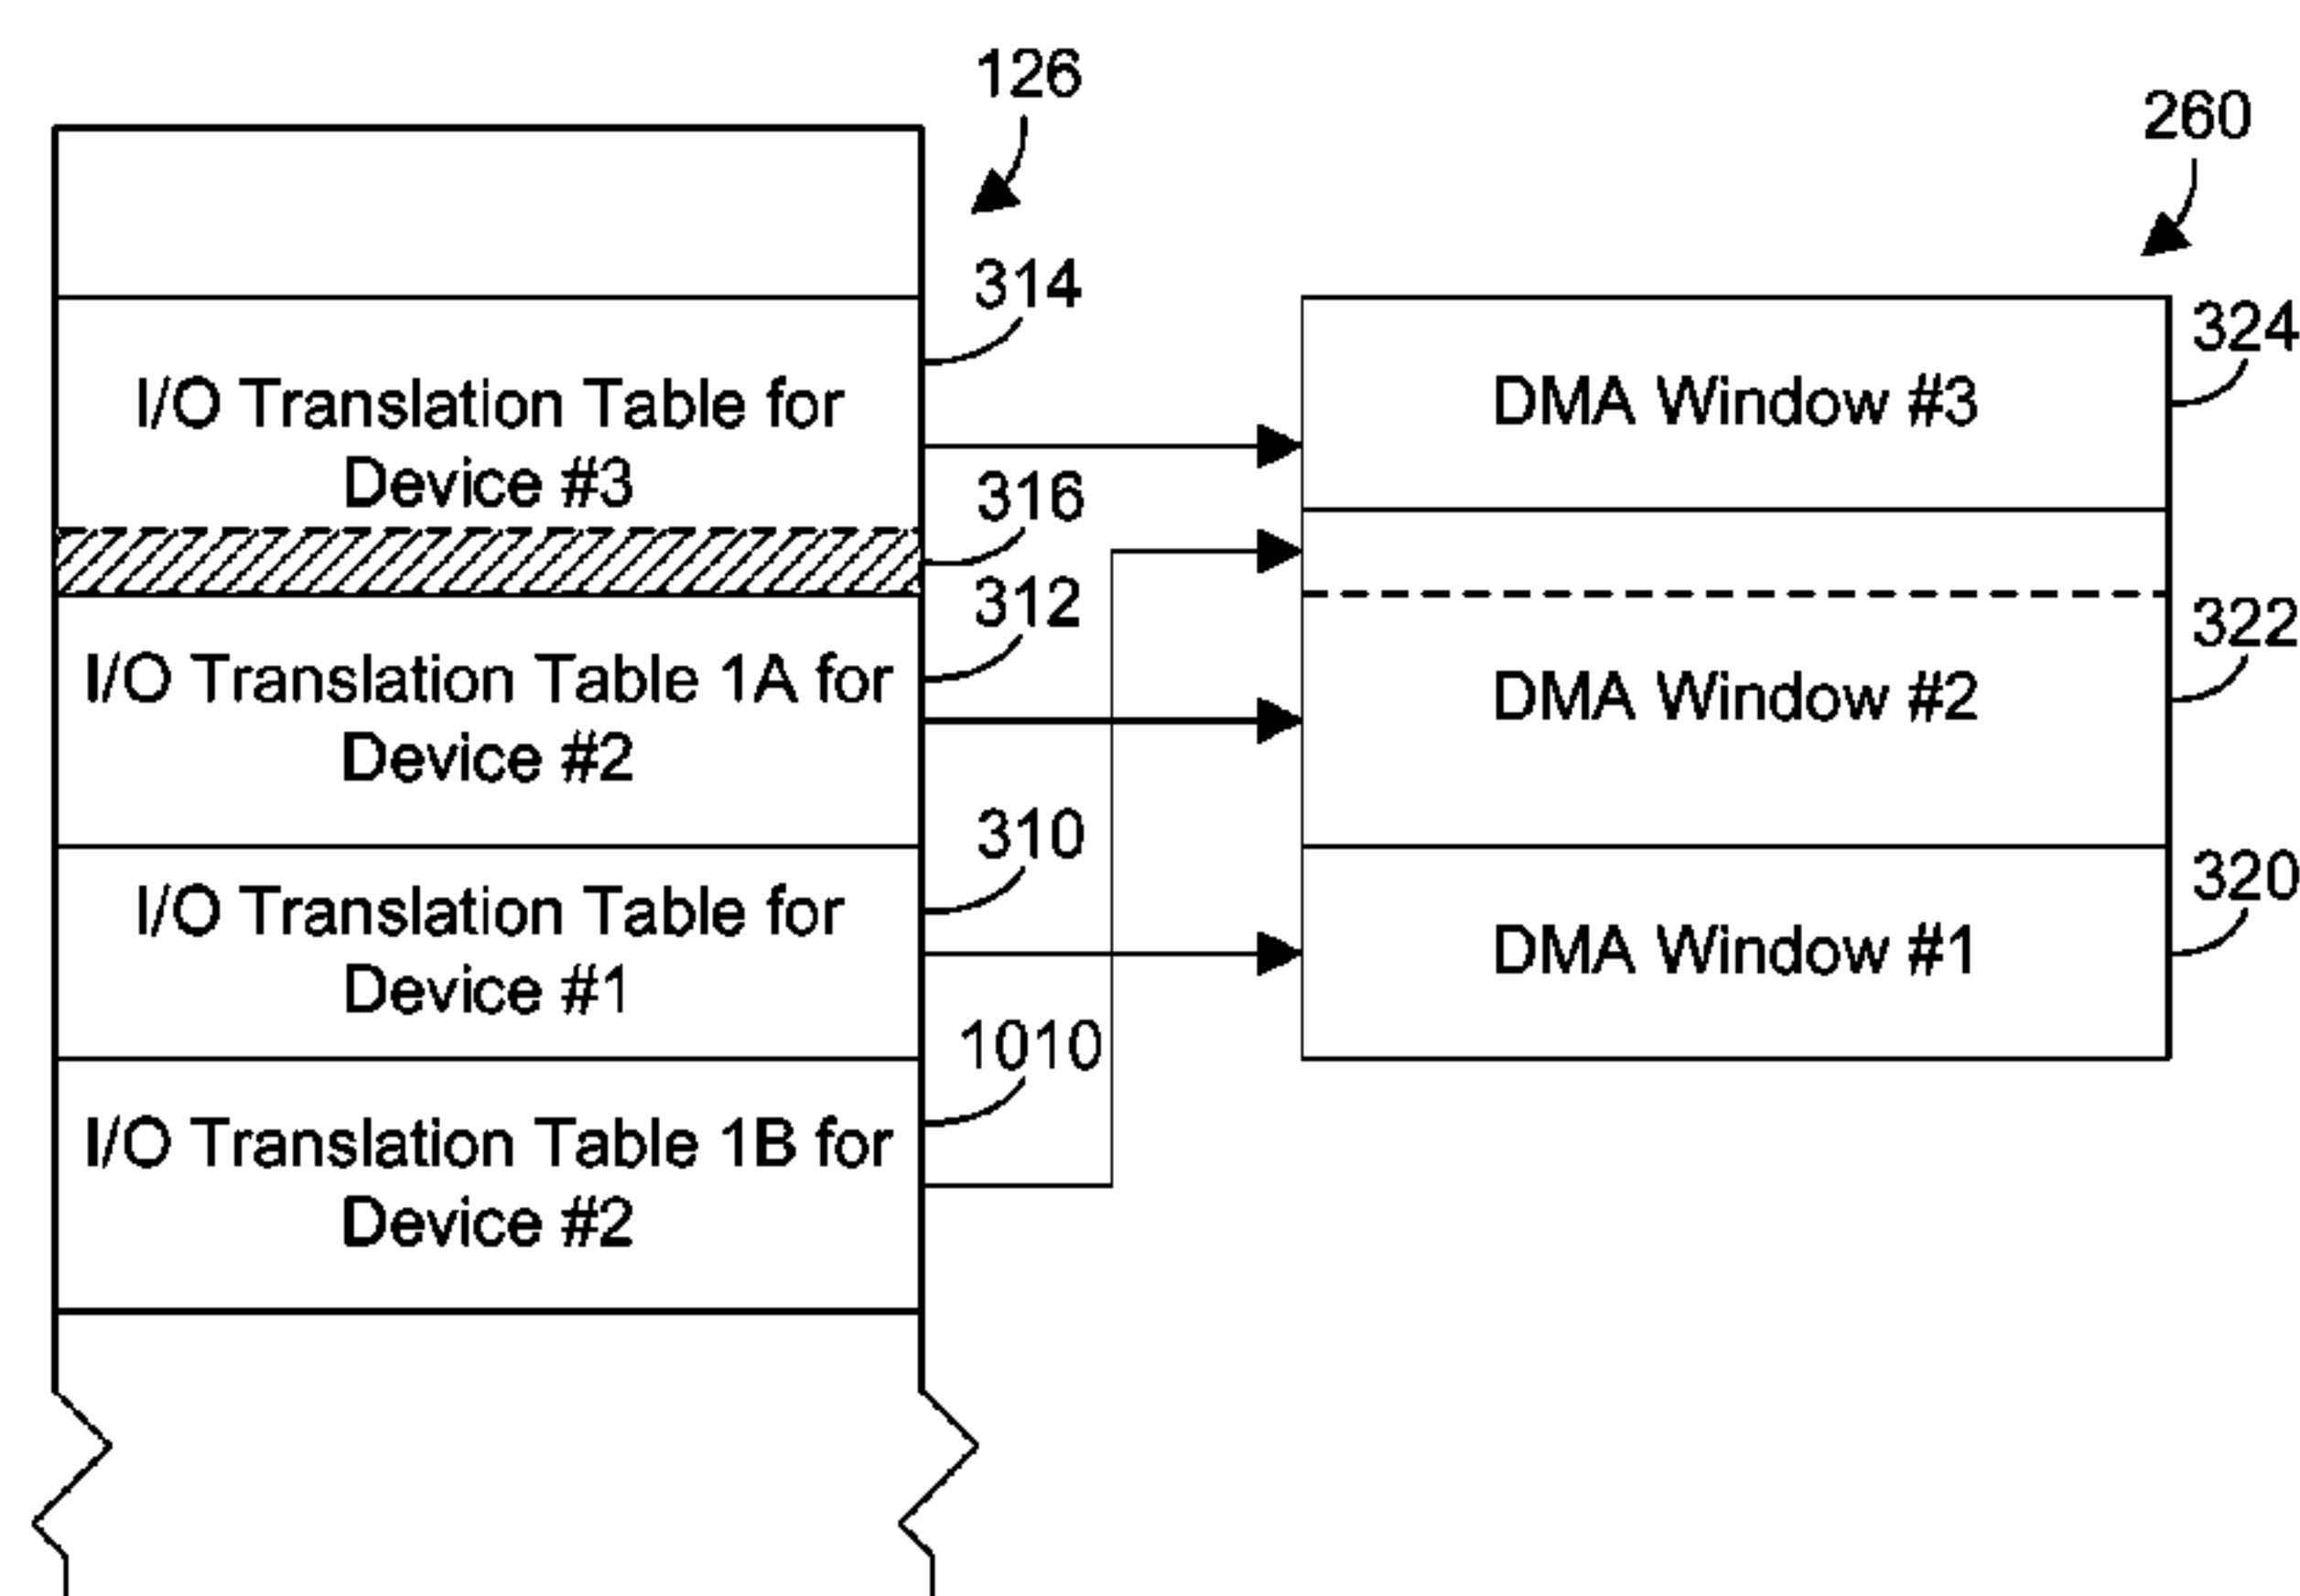 126
260
314
324
I/O Translation Table for
Device #3
DMA Window #3
316
312
322
I/O Translation Table 1A for
Device #2
DMA Window #2
310
320
I/O Translation Table for
Device #1
DMA Window #1
1010
I/O Translation Table 1B for
Device #2